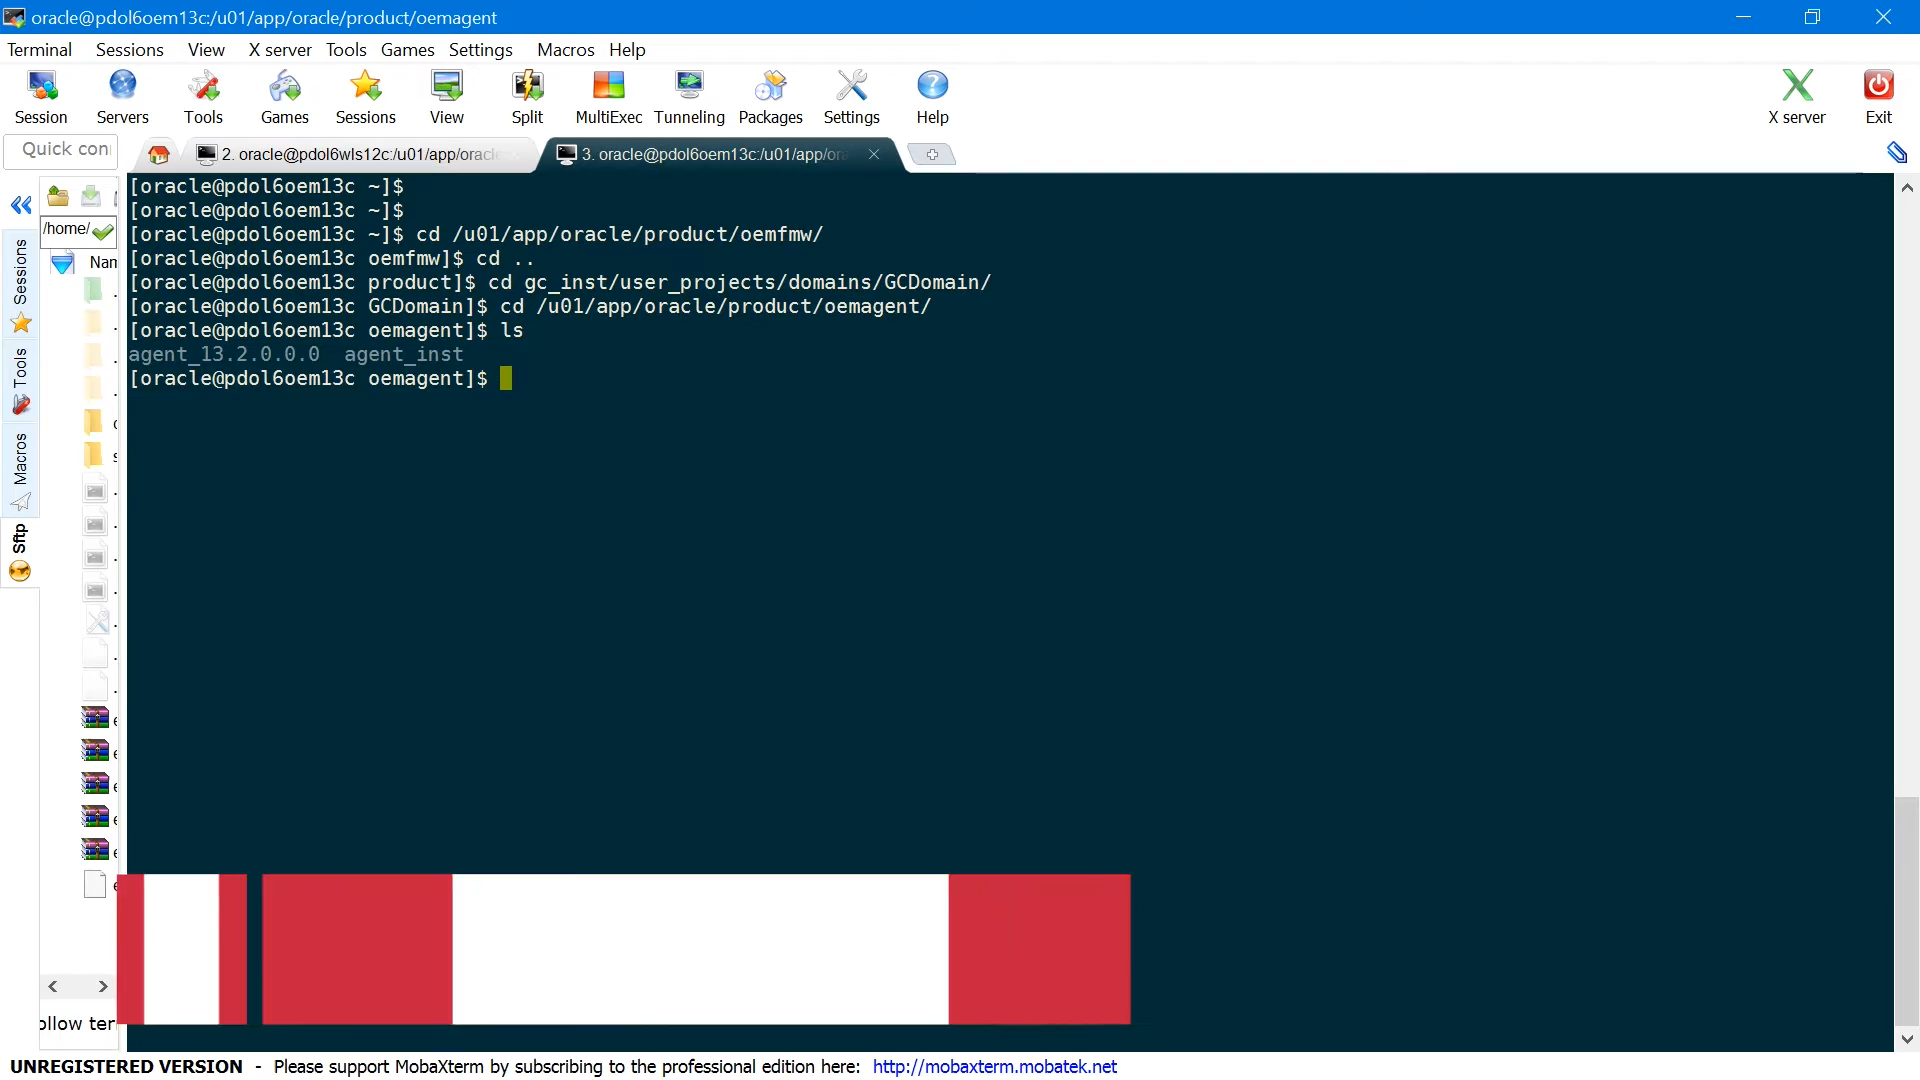 oracle@pdol6oem13c:/u01/app/oracle/product/oemagent
Terminal Sessions View X server Tools Games Settings Macros Help
Session Servers Tools Games Sessions View Split MultiExec Tunneling Packages Settings Help X server Exit
Quick con
2. oracle@pdol6wls12c:/u01/app/oracle
3. oracle@pdol6oem13c:/u01/app/ora
/home/
Nam
Sessions
Tools
Macros
Sftp
[oracle@pdol6oem13c ~]$
[oracle@pdol6oem13c ~]$
[oracle@pdol6oem13c ~]$ cd /u01/app/oracle/product/oemfmw/
[oracle@pdol6oem13c oemfmw]$ cd ..
[oracle@pdol6oem13c product]$ cd gc_inst/user_projects/domains/GCDomain/
[oracle@pdol6oem13c GCDomain]$ cd /u01/app/oracle/product/oemagent/
[oracle@pdol6oem13c oemagent]$ ls
agent_13.2.0.0.0 agent_inst
[oracle@pdol6oem13c oemagent]$
ollow ter
UNREGISTERED VERSION - Please support MobaXterm by subscribing to the professional edition here: http://mobaxterm.mobatek.net